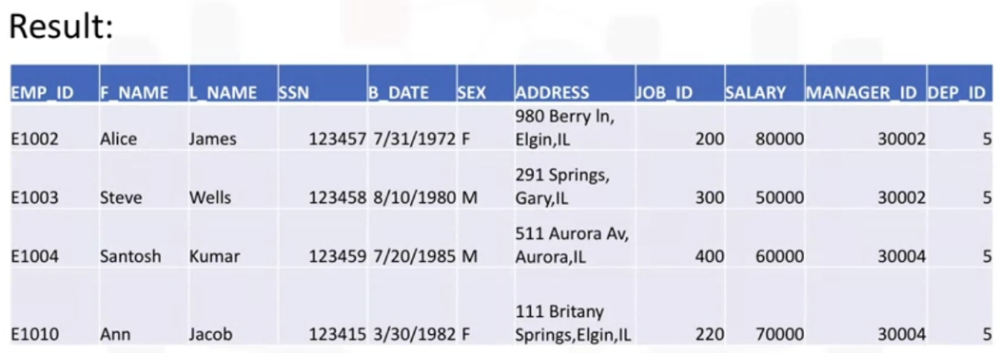 Result:
EMP_ID F_NAME L_NAME SSN B_DATE SEX ADDRESS JOB_ID SALARY MANAGER_ID DEP_ID
980 Berry ln,
E1002 Alice James 123457 7/31/1972 F Elgin,IL 200 80000 30002 5
291 Springs,
E1003 Steve Wells 123458 8/10/1980 M Gary,IL 300 50000 30002 5
511 Aurora Av,
E1004 Santosh Kumar 123459 7/20/1985 M Aurora,IL 400 60000 30004 5
111 Britany
E1010 Ann Jacob 123415 3/30/1982 F Springs,Elgin,IL 220 70000 30004 5